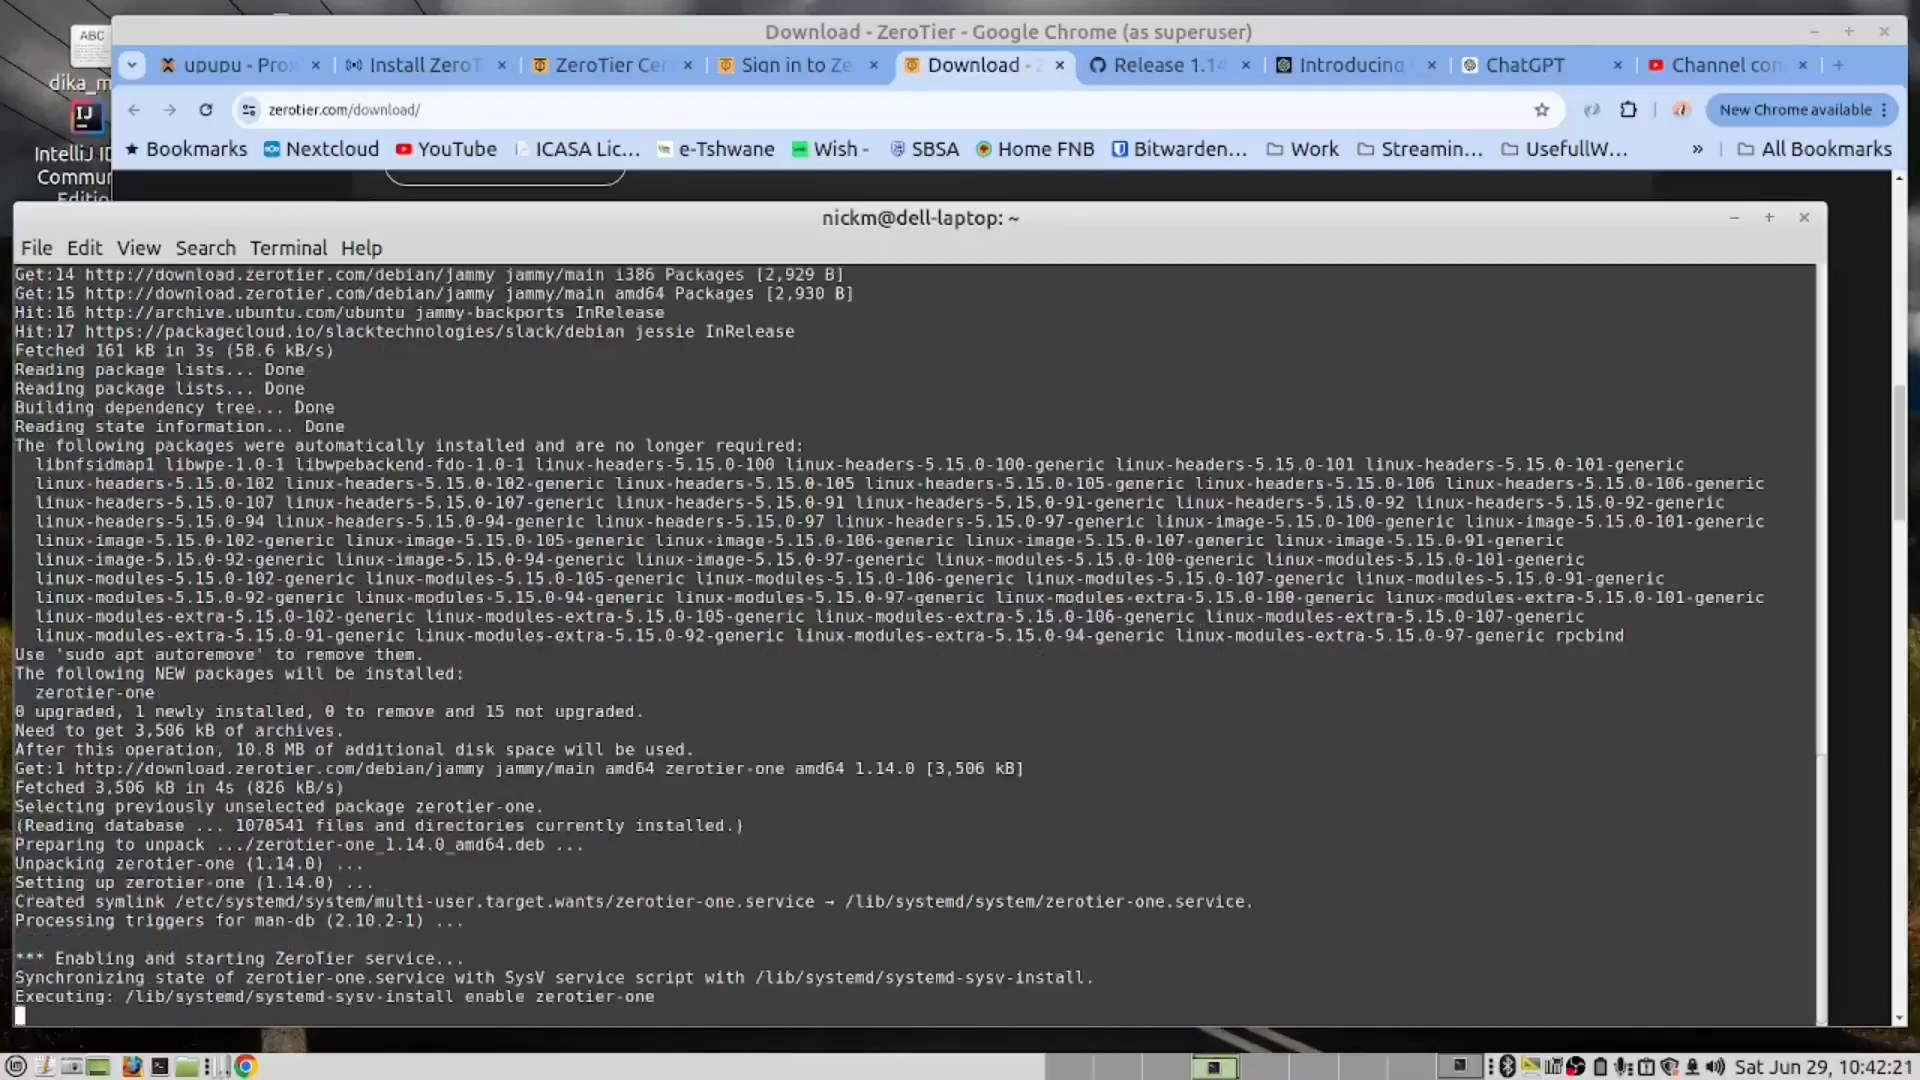 ABC
dika_m
IntelliJ ID
Commun
Editio
Download - ZeroTier - Google Chrome (as superuser)
upupu - Prox
Install ZeroT
ZeroTier Cen
Sign in to Ze
Download -
Release 1.14
Introducing
ChatGPT
Channel con
zerotier.com/download/
New Chrome available
Bookmarks
Nextcloud
YouTube
ICASA Lic...
e-Tshwane
Wish -
SBSA
Home FNB
Bitwarden...
Work
Streamin...
UsefullW...
»
All Bookmarks
nickm@dell-laptop: ~
File Edit View Search Terminal Help
Get:14 http://download.zerotier.com/debian/jammy jammy/main i386 Packages [2,929 B]
Get:15 http://download.zerotier.com/debian/jammy jammy/main amd64 Packages [2,930 B]
Hit:16 http://archive.ubuntu.com/ubuntu jammy-backports InRelease
Hit:17 https://packagecloud.io/slacktechnologies/slack/debian jessie InRelease
Fetched 161 kB in 3s (58.6 kB/s)
Reading package lists... Done
Reading package lists... Done
Building dependency tree... Done
Reading state information... Done
The following packages were automatically installed and are no longer required:
libnfsidmap1 libwpe-1.0-1 libwpebackend-fdo-1.0-1 linux-headers-5.15.0-100 linux-headers-5.15.0-100-generic linux-headers-5.15.0-101 linux-headers-5.15.0-101-generic
linux-headers-5.15.0-102 linux-headers-5.15.0-102-generic linux-headers-5.15.0-105 linux-headers-5.15.0-105-generic linux-headers-5.15.0-106 linux-headers-5.15.0-106-generic
linux-headers-5.15.0-107 linux-headers-5.15.0-107-generic linux-headers-5.15.0-91 linux-headers-5.15.0-91-generic linux-headers-5.15.0-92 linux-headers-5.15.0-92-generic
linux-headers-5.15.0-94 linux-headers-5.15.0-94-generic linux-headers-5.15.0-97 linux-headers-5.15.0-97-generic linux-image-5.15.0-100-generic linux-image-5.15.0-101-generic
linux-image-5.15.0-102-generic linux-image-5.15.0-105-generic linux-image-5.15.0-106-generic linux-image-5.15.0-107-generic linux-image-5.15.0-91-generic
linux-image-5.15.0-92-generic linux-image-5.15.0-94-generic linux-image-5.15.0-97-generic linux-modules-5.15.0-100-generic linux-modules-5.15.0-101-generic
linux-modules-5.15.0-102-generic linux-modules-5.15.0-105-generic linux-modules-5.15.0-106-generic linux-modules-5.15.0-107-generic linux-modules-5.15.0-91-generic
linux-modules-5.15.0-92-generic linux-modules-5.15.0-94-generic linux-modules-5.15.0-97-generic linux-modules-extra-5.15.0-100-generic linux-modules-extra-5.15.0-101-generic
linux-modules-extra-5.15.0-102-generic linux-modules-extra-5.15.0-105-generic linux-modules-extra-5.15.0-106-generic linux-modules-extra-5.15.0-107-generic
linux-modules-extra-5.15.0-91-generic linux-modules-extra-5.15.0-92-generic linux-modules-extra-5.15.0-94-generic linux-modules-extra-5.15.0-97-generic rpcbind
Use 'sudo apt autoremove' to remove them.
The following NEW packages will be installed:
zerotier-one
0 upgraded, 1 newly installed, 0 to remove and 15 not upgraded.
Need to get 3,506 kB of archives.
After this operation, 10.8 MB of additional disk space will be used.
Get:1 http://download.zerotier.com/debian/jammy jammy/main amd64 zerotier-one amd64 1.14.0 [3,506 kB]
Fetched 3,506 kB in 4s (826 kB/s)
Selecting previously unselected package zerotier-one.
(Reading database ... 1070541 files and directories currently installed.)
Preparing to unpack .../zerotier-one_1.14.0_amd64.deb ...
Unpacking zerotier-one (1.14.0) ...
Setting up zerotier-one (1.14.0) ...
Created symlink /etc/systemd/system/multi-user.target.wants/zerotier-one.service → /lib/systemd/system/zerotier-one.service.
Processing triggers for man-db (2.10.2-1) ...
*** Enabling and starting ZeroTier service...
Synchronizing state of zerotier-one.service with SysV service script with /lib/systemd/systemd-sysv-install.
Executing: /lib/systemd/systemd-sysv-install enable zerotier-one
Sat Jun 29, 10:42:21